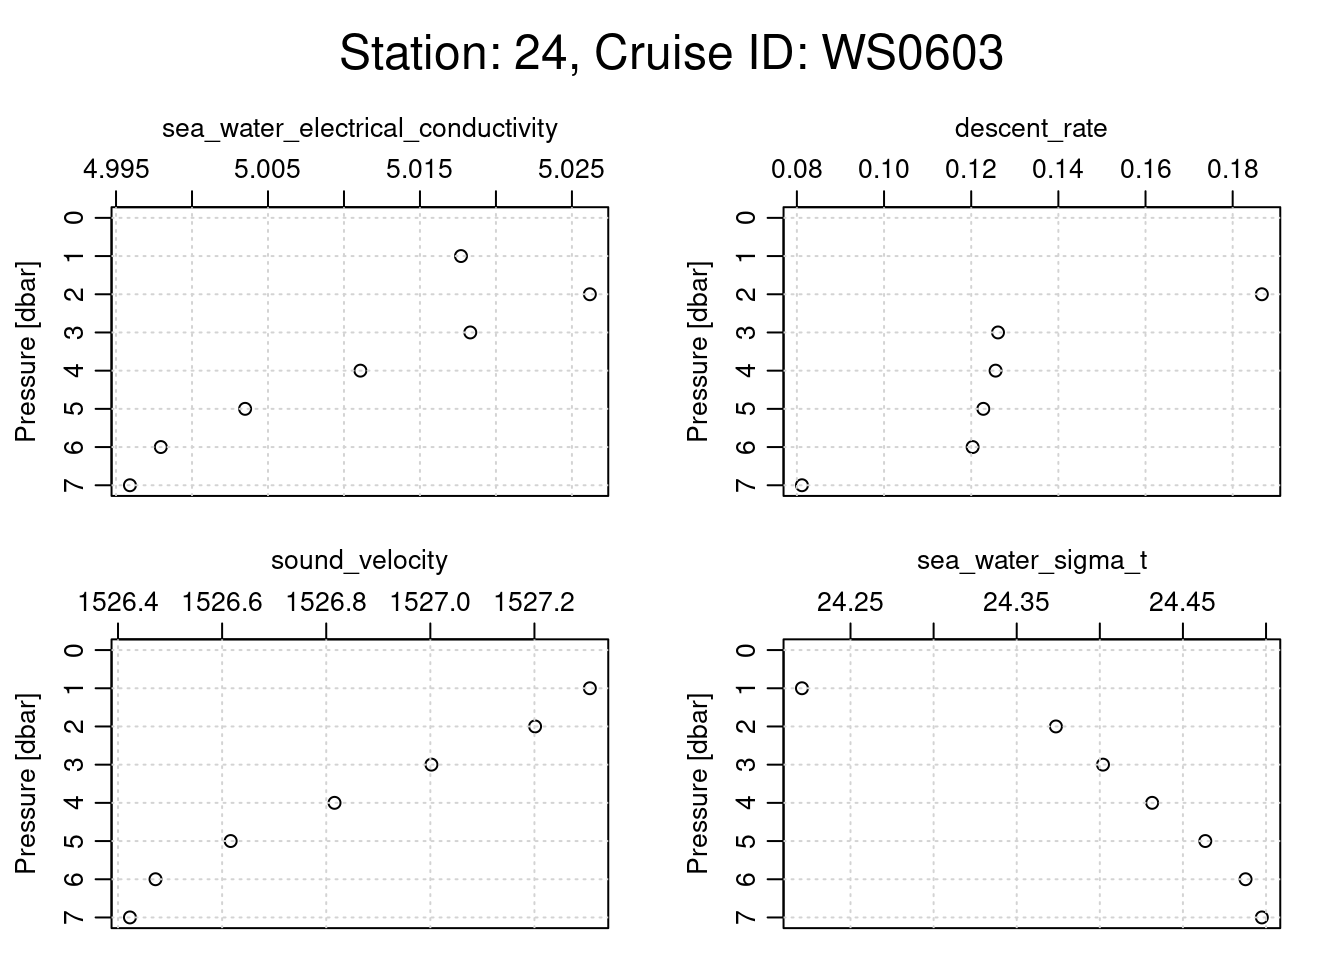 Station: 24, Cruise ID: WS0603
sea_water_electrical_conductivity
4.995 5.005 5.015 5.025
Pressure [dbar]
0
1
2
3
4
5
6
7
descent_rate
0.08 0.10 0.12 0.14 0.16 0.18
Pressure [dbar]
0
1
2
3
4
5
6
7
sound_velocity
1526.4 1526.6 1526.8 1527.0 1527.2
Pressure [dbar]
0
1
2
3
4
5
6
7
sea_water_sigma_t
24.25 24.35 24.45
Pressure [dbar]
0
1
2
3
4
5
6
7